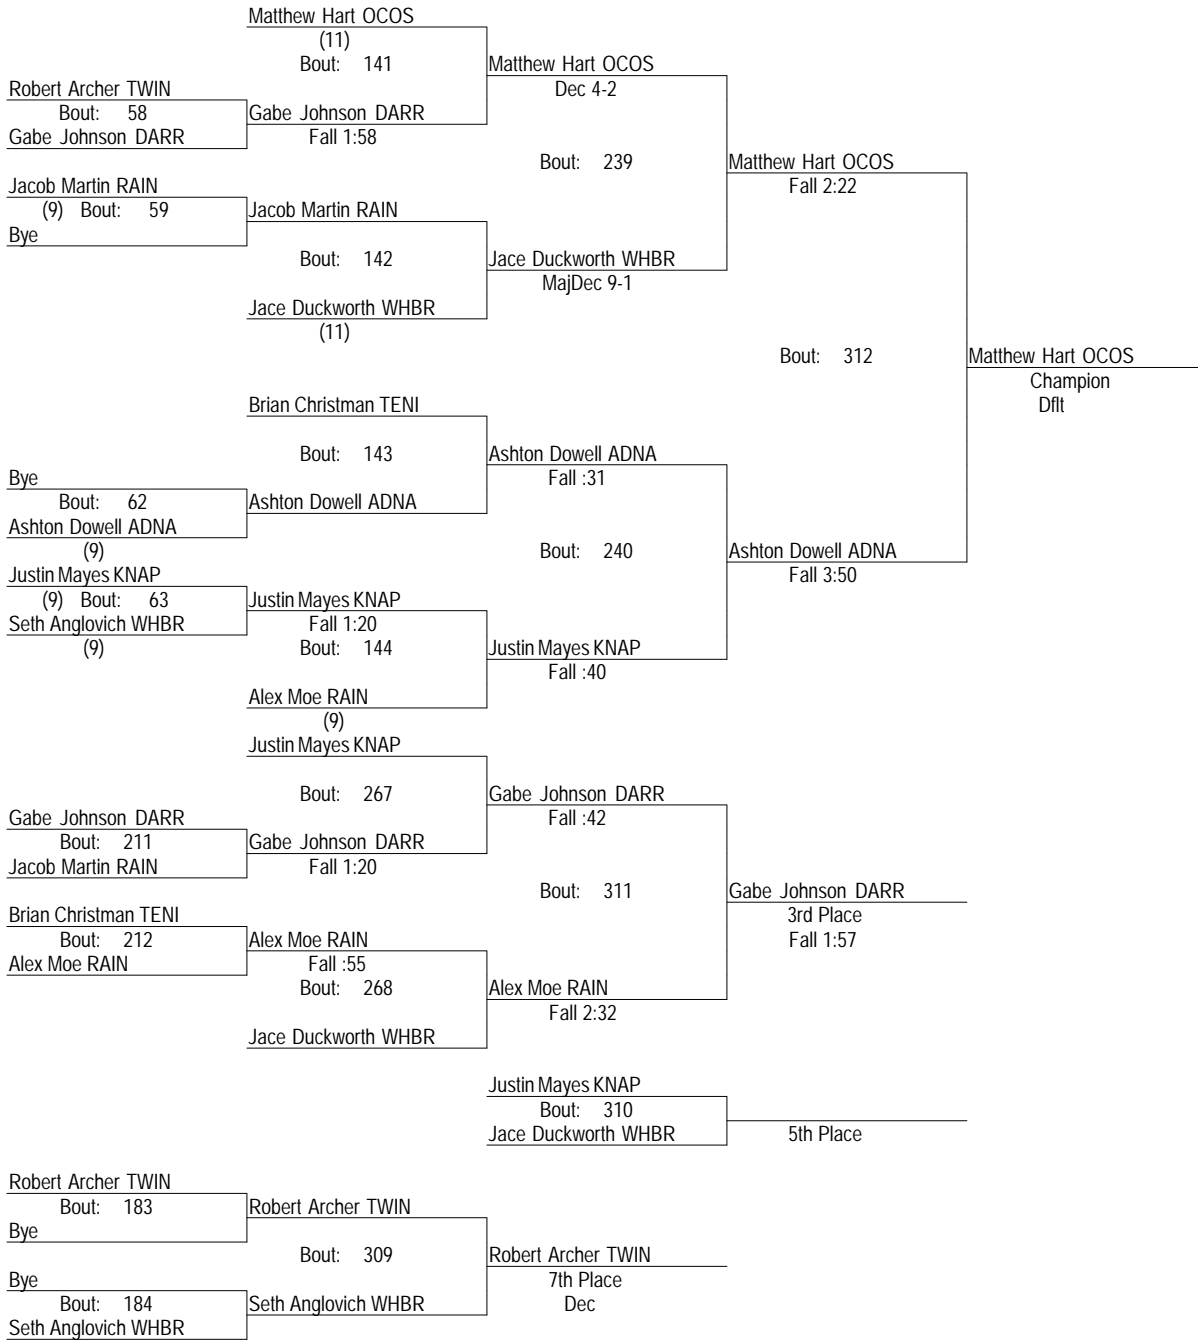 Matthew Hart OCOS
(11)
Bout: 141
Matthew Hart OCOS
Dec 4-2
Robert Archer TWIN
Bout: 58
Gabe Johnson DARR
Gabe Johnson DARR
Fall 1:58
Bout: 239
Matthew Hart OCOS
Fall 2:22
Jacob Martin RAIN
(9) Bout: 59
Bye
Jacob Martin RAIN
Bout: 142
Jace Duckworth WHBR
MajDec 9-1
Jace Duckworth WHBR
(11)
Bout: 312
Matthew Hart OCOS
Champion
Dflt
Brian Christman TENI
Bout: 143
Ashton Dowell ADNA
Fall :31
Bye
Bout: 62
Ashton Dowell ADNA
Ashton Dowell ADNA
(9)
Bout: 240
Ashton Dowell ADNA
Fall 3:50
Justin Mayes KNAP
(9) Bout: 63
Seth Anglovich WHBR
(9)
Justin Mayes KNAP
Fall 1:20
Bout: 144
Justin Mayes KNAP
Fall :40
Alex Moe RAIN
(9)
Justin Mayes KNAP
Bout: 267
Gabe Johnson DARR
Fall :42
Gabe Johnson DARR
Bout: 211
Jacob Martin RAIN
Gabe Johnson DARR
Fall 1:20
Bout: 311
Gabe Johnson DARR
3rd Place
Fall 1:57
Brian Christman TENI
Bout: 212
Alex Moe RAIN
Alex Moe RAIN
Fall :55
Bout: 268
Alex Moe RAIN
Fall 2:32
Jace Duckworth WHBR
Justin Mayes KNAP
Bout: 310
Jace Duckworth WHBR
5th Place
Robert Archer TWIN
Bout: 183
Bye
Robert Archer TWIN
Bout: 309
Robert Archer TWIN
7th Place
Dec
Bye
Bout: 184
Seth Anglovich WHBR
Seth Anglovich WHBR